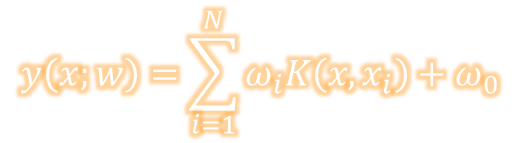 y(x; w) = ∑_{i=1}^{N} ω_i K(x, x_i) + ω_0